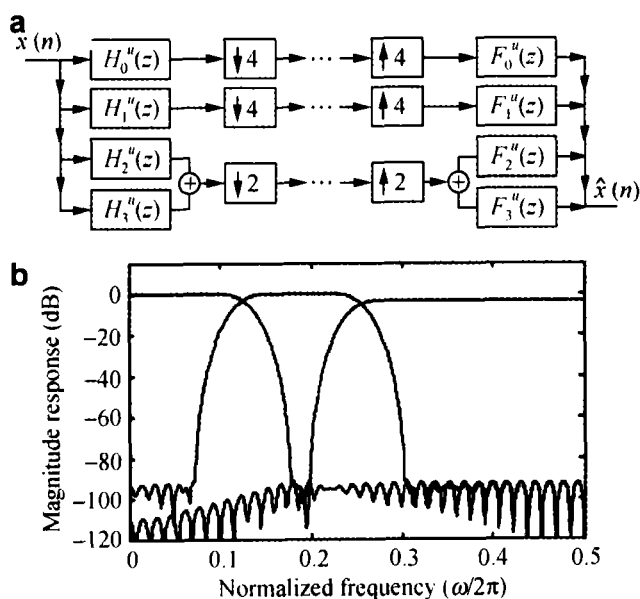 a
x (n)
H₀ᵘ(z) ↓4 ··· ↑4 F₀ᵘ(z)
H₁ᵘ(z) ↓4 ··· ↑4 F₁ᵘ(z)
H₂ᵘ(z) F₂ᵘ(z)
+ ↓2 ··· ↑2 +
H₃ᵘ(z) F₃ᵘ(z)
x̂ (n)
b
Magnitude response (dB)
0
−20
−40
−60
−80
−100
−120
0 0.1 0.2 0.3 0.4 0.5
Normalized frequency (ω/2π)